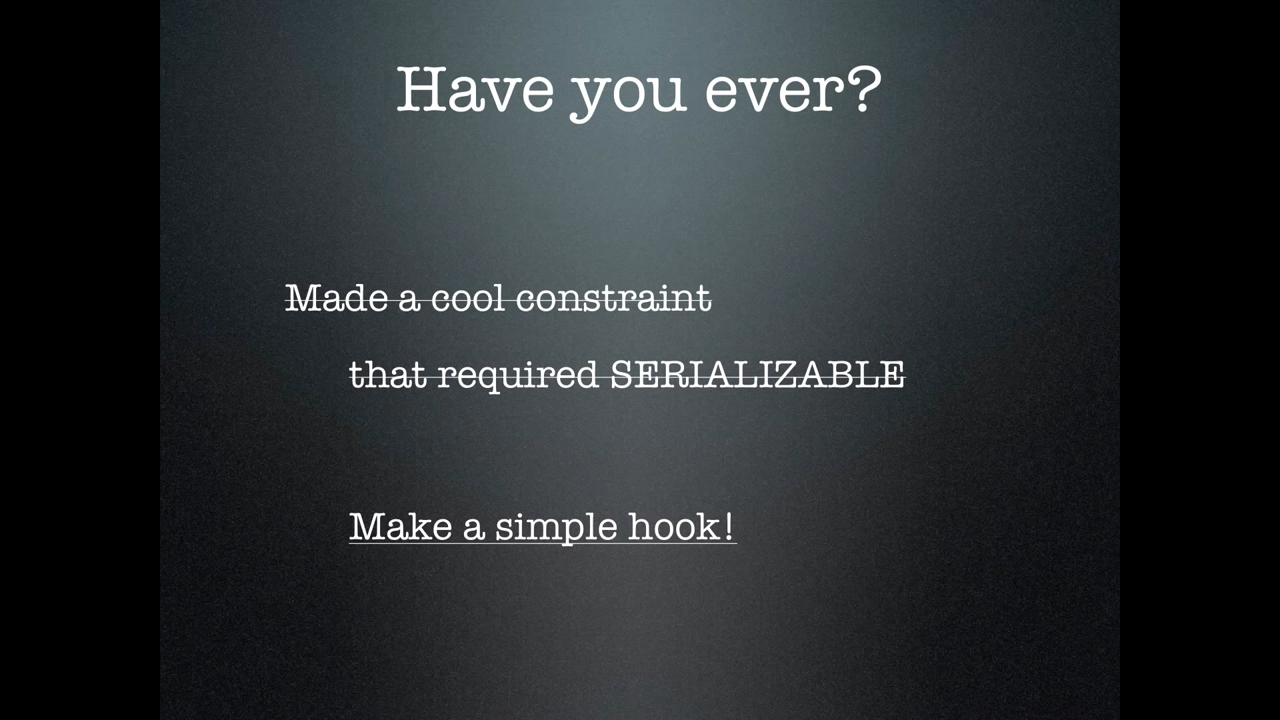 Have you ever?
Made a cool constraint
that required SERIALIZABLE
Make a simple hook!